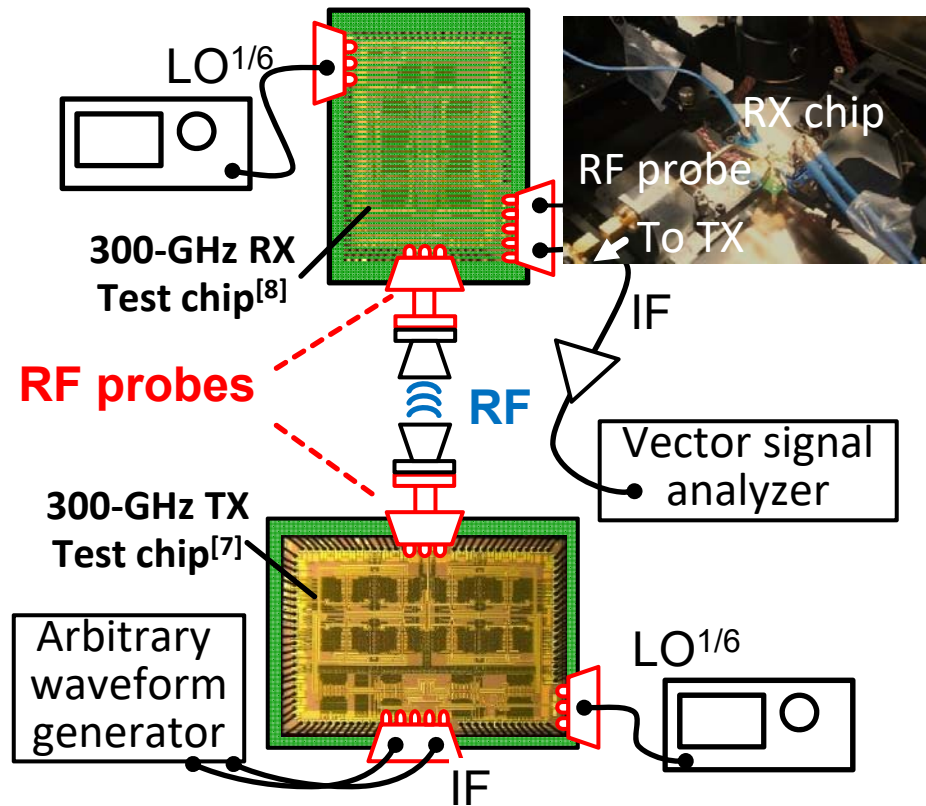 LO1/6
RX chip
RF probe
To TX
300-GHz RX
Test chip[8]
IF
RF probes
RF
Vector signal
analyzer
300-GHz TX
Test chip[7]
Arbitrary
waveform
generator
LO1/6
IF